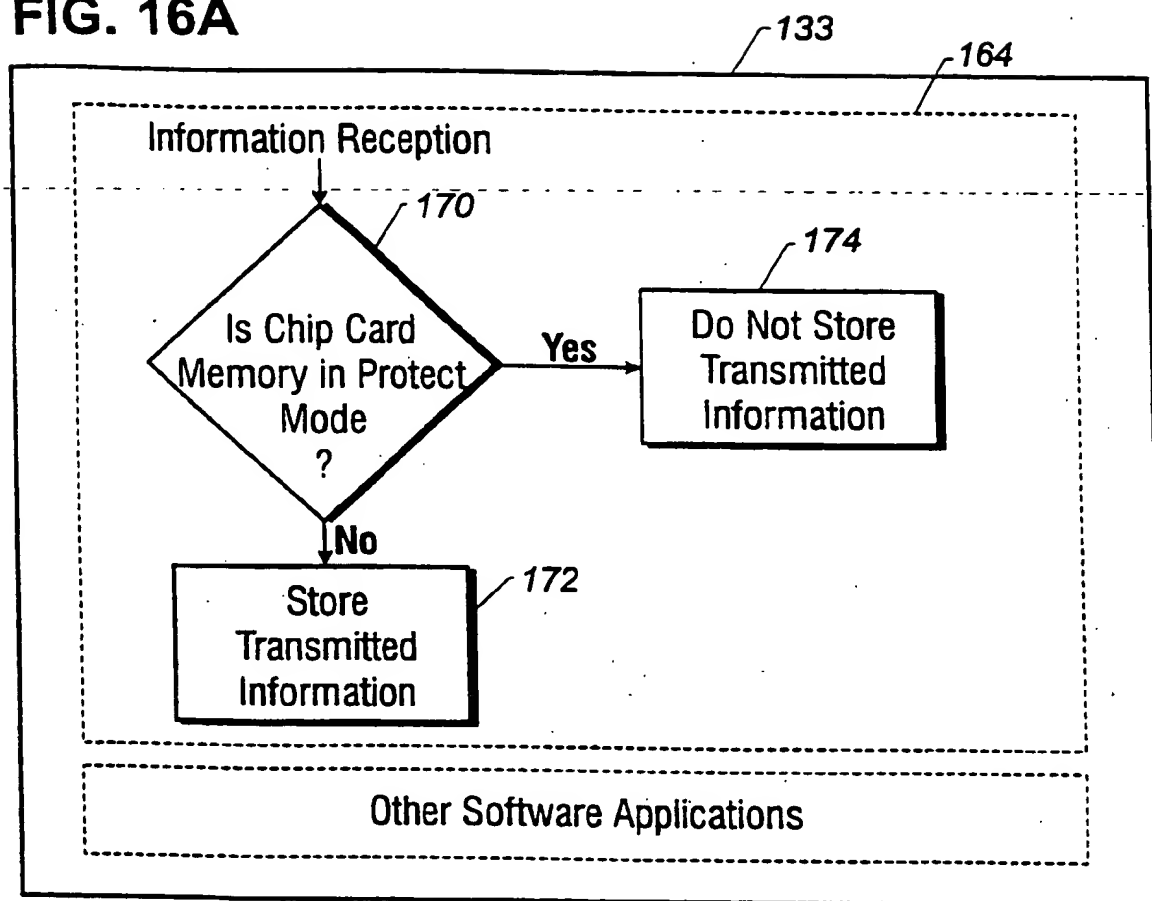 FIG. 16A
133
164
Information Reception
170
Is Chip Card
Memory in Protect
Mode
?
Yes
174
Do Not Store
Transmitted
Information
No
172
Store
Transmitted
Information
Other Software Applications